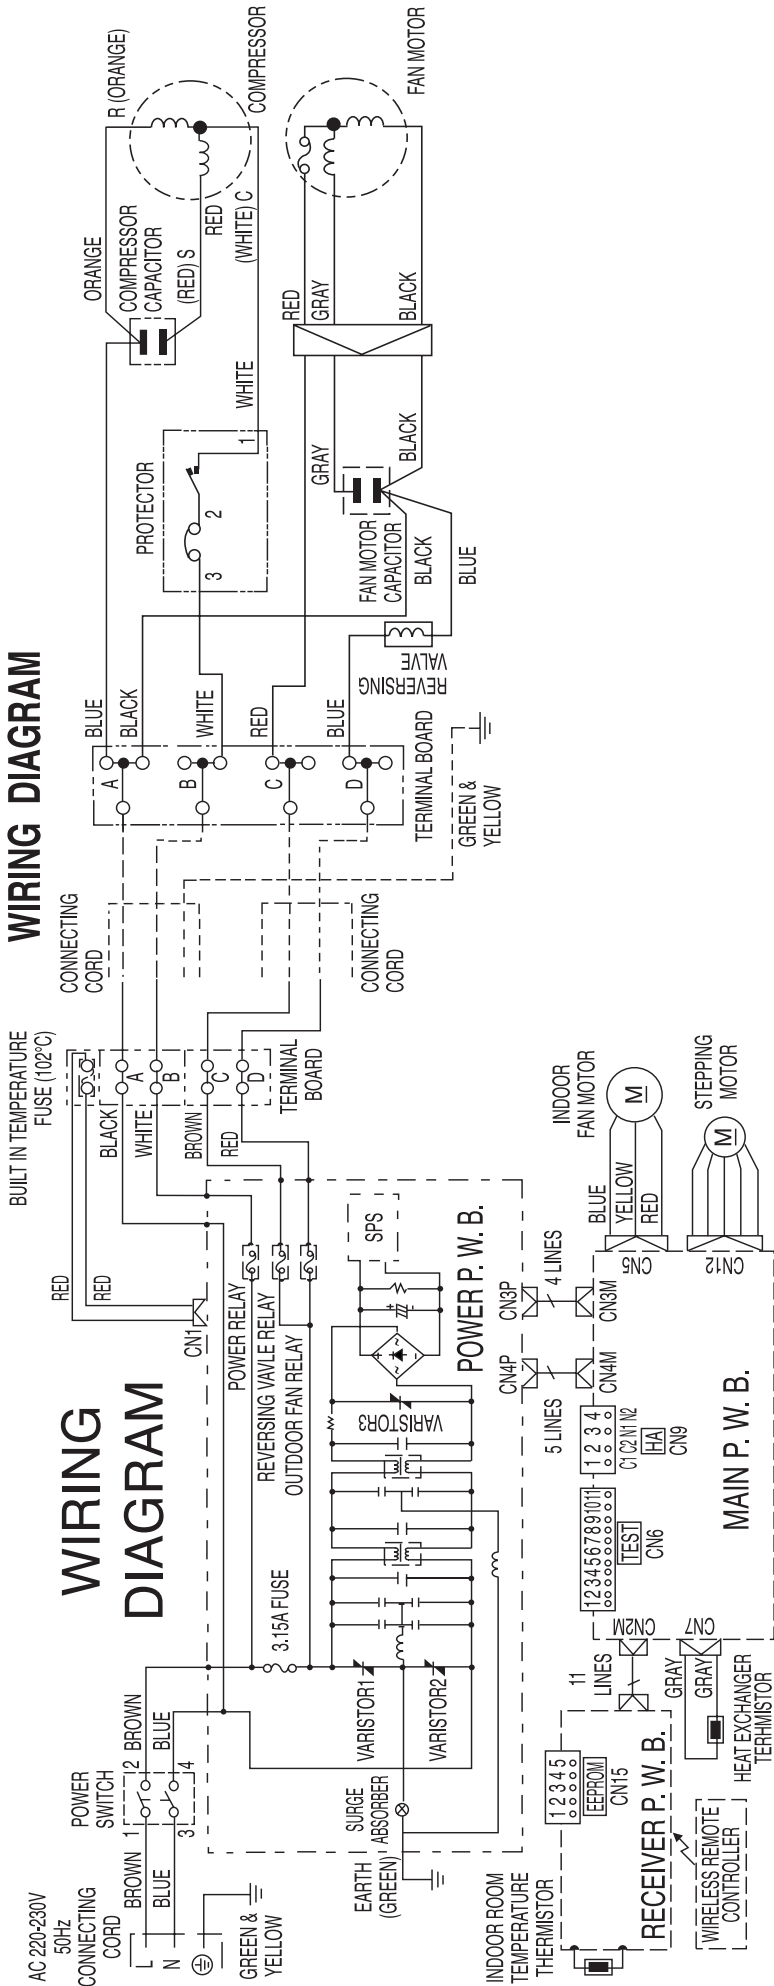 WIRING DIAGRAM
R (ORANGE)
COMPRESSOR
FAN MOTOR
ORANGE
COMPRESSOR
CAPACITOR
(RED) S
RED
(WHITE) C
WHITE
RED
GRAY
BLACK
PROTECTOR
1
2
3
GRAY
BLACK
FAN MOTOR
CAPACITOR
BLACK
BLUE
REVERSING
VALVE
BLUE
BLACK
WHITE
RED
BLUE
A
B
C
D
TERMINAL BOARD
GREEN &
YELLOW
CONNECTING
CORD
CONNECTING
CORD
WIRING
DIAGRAM
BUILT IN TEMPERATURE
FUSE (102°C)
RED
RED
BLACK
WHITE
BROWN
RED
A
B
C
D
TERMINAL
BOARD
CN1
POWER RELAY
REVERSING VAVLE RELAY
OUTDOOR FAN RELAY
SPS
3.15A FUSE
VARISTOR1
VARISTOR2
VARISTOR3
POWER P. W. B.
POWER
SWITCH
BROWN
BLUE
1
2
3
4
BROWN
BLUE
AC 220-230V
50Hz
CONNECTING
CORD
L
N
GREEN &
YELLOW
SURGE
ABSORBER
EARTH
(GREEN)
CN4P
CN3P
5 LINES
4 LINES
CN4M
CN3M
INDOOR
FAN MOTOR
M
BLUE
YELLOW
RED
CN5
STEPPING
MOTOR
M
CN12
1 2 3 4
C1 C2 N1 N2
HA
CN9
1 2 3 4 5 6 7 8 9 10 11
TEST
CN6
MAIN P. W. B.
CN2M
CN7
11
LINES
GRAY
GRAY
HEAT EXCHANGER
TERHMISTOR
INDOOR ROOM
TEMPERATURE
THERMISTOR
1 2 3 4 5
EEPROM
CN15
RECEIVER P. W. B.
WIRELESS REMOTE
CONTROLLER